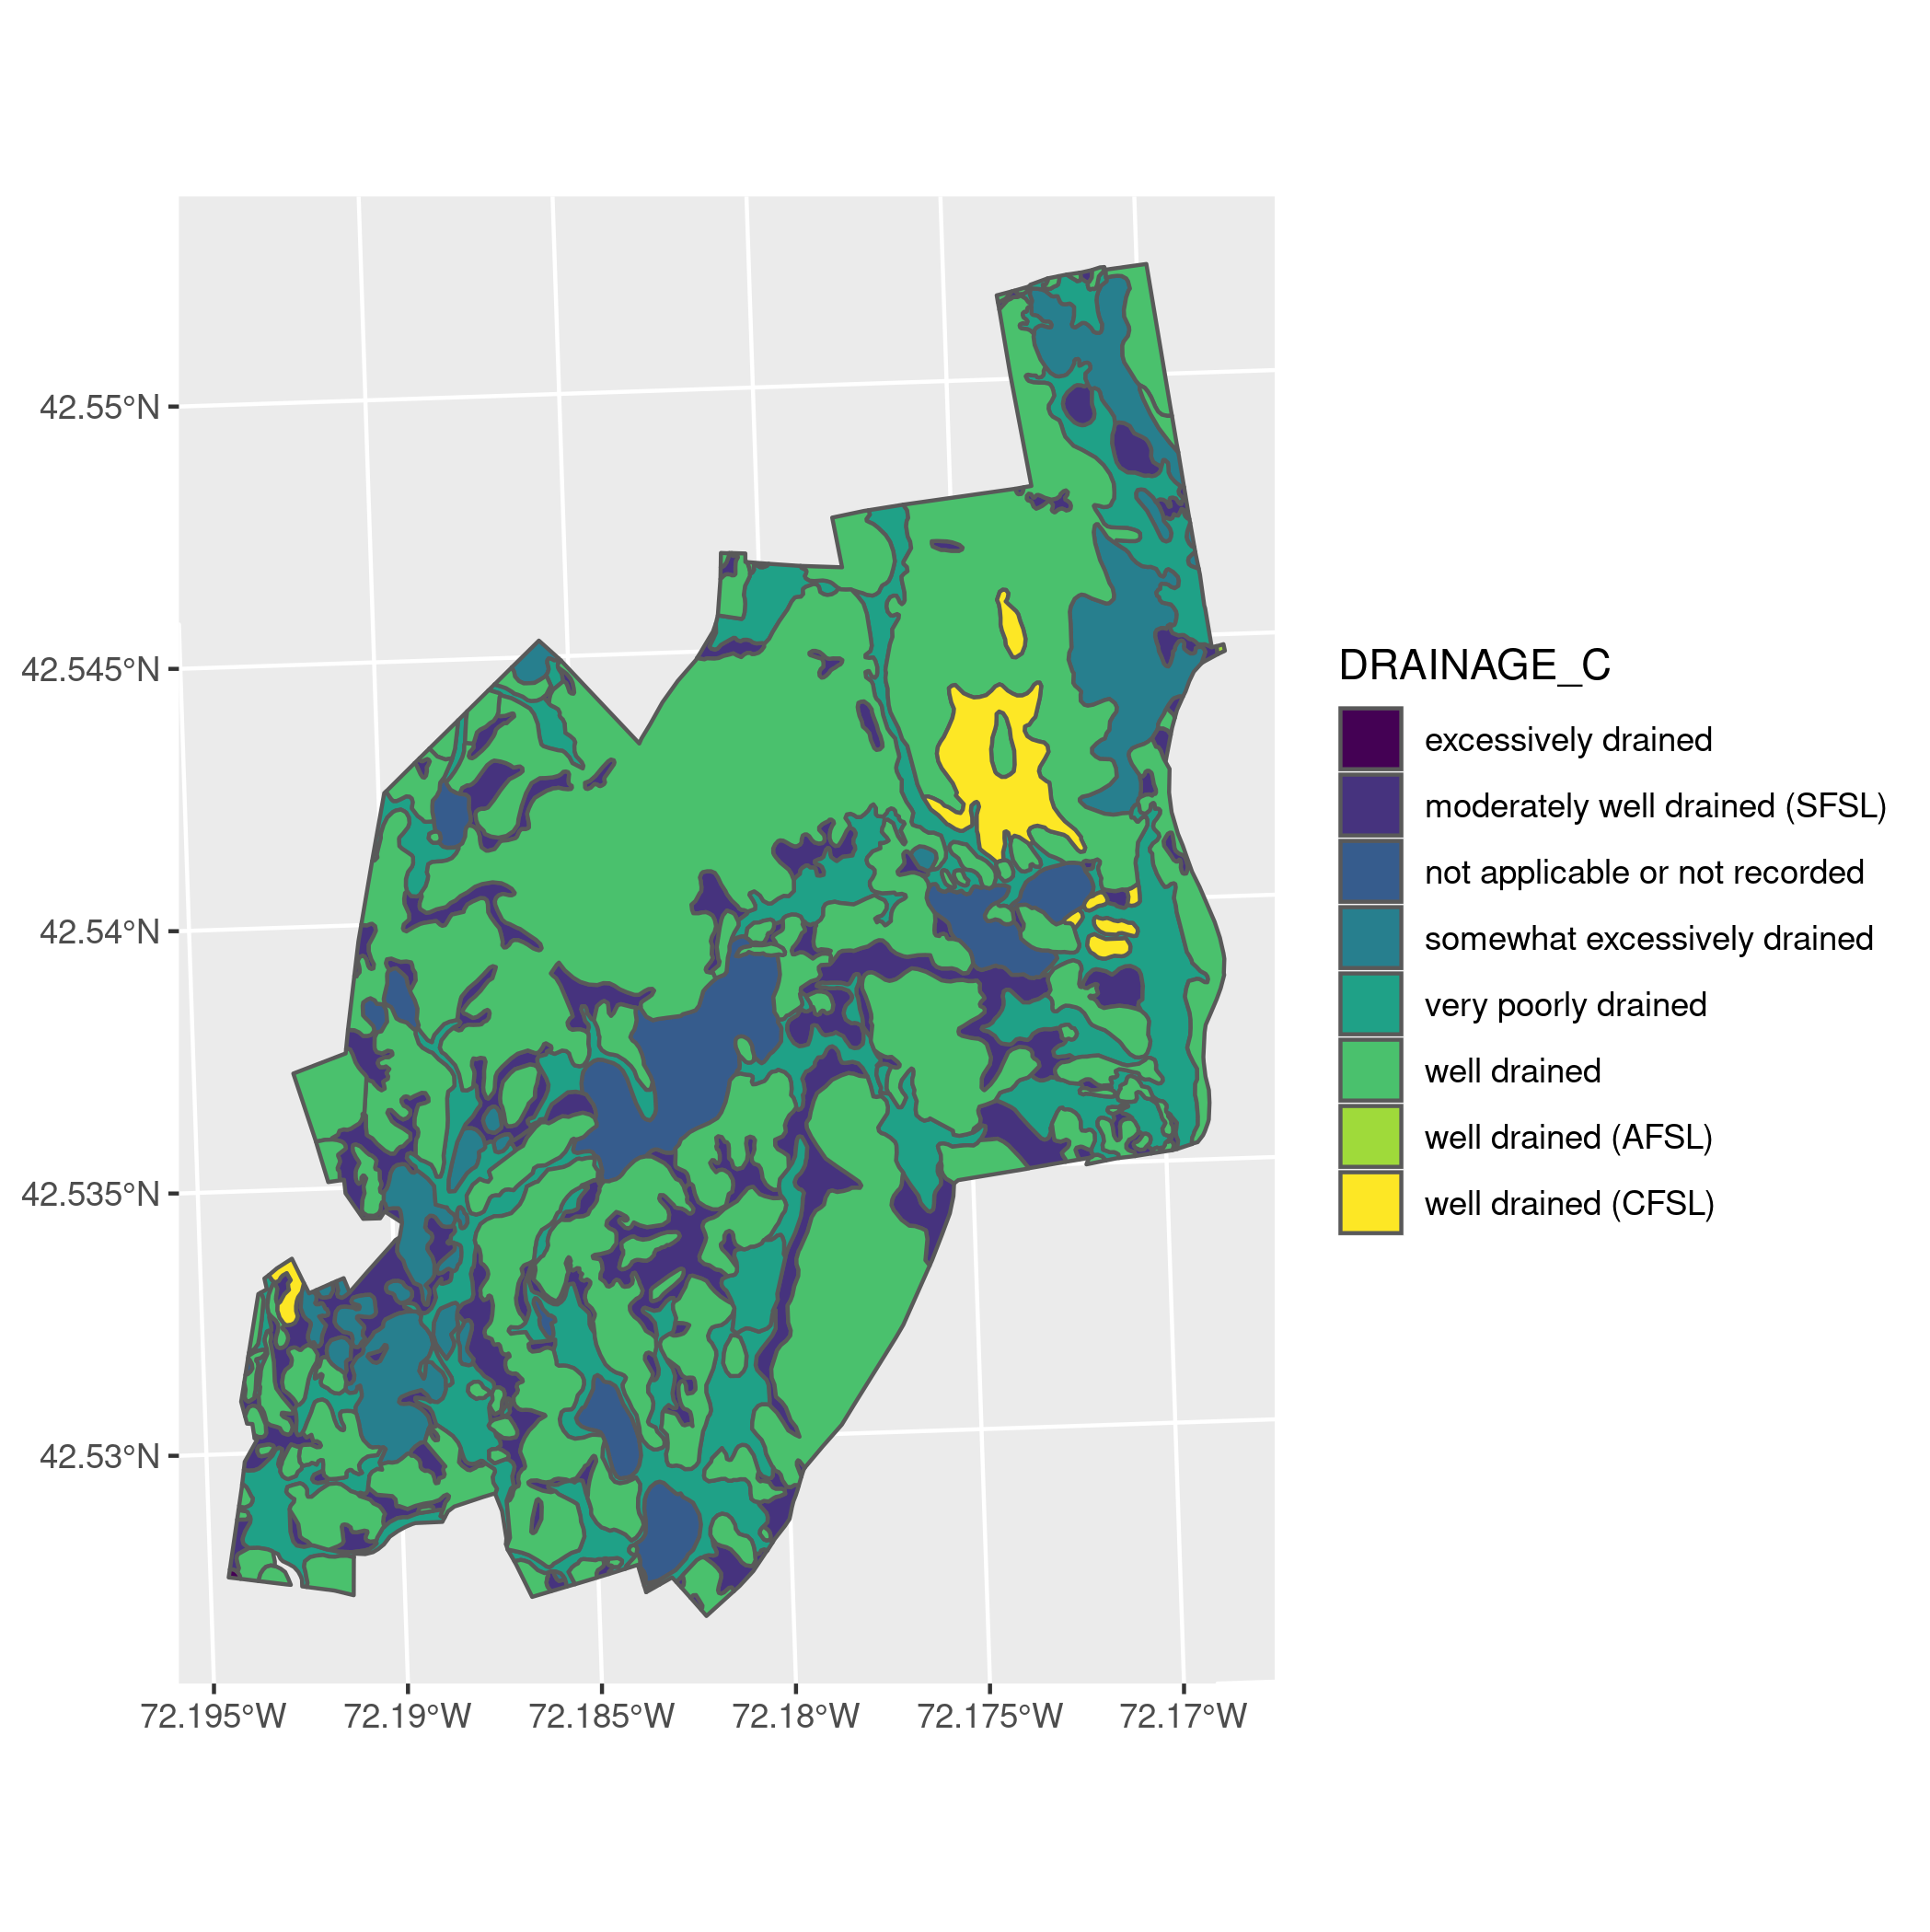 42.55°N
42.545°N
42.54°N
42.535°N
42.53°N
72.195°W 72.19°W 72.185°W 72.18°W 72.175°W 72.17°W
DRAINAGE_C
excessively drained
moderately well drained (SFSL)
not applicable or not recorded
somewhat excessively drained
very poorly drained
well drained
well drained (AFSL)
well drained (CFSL)